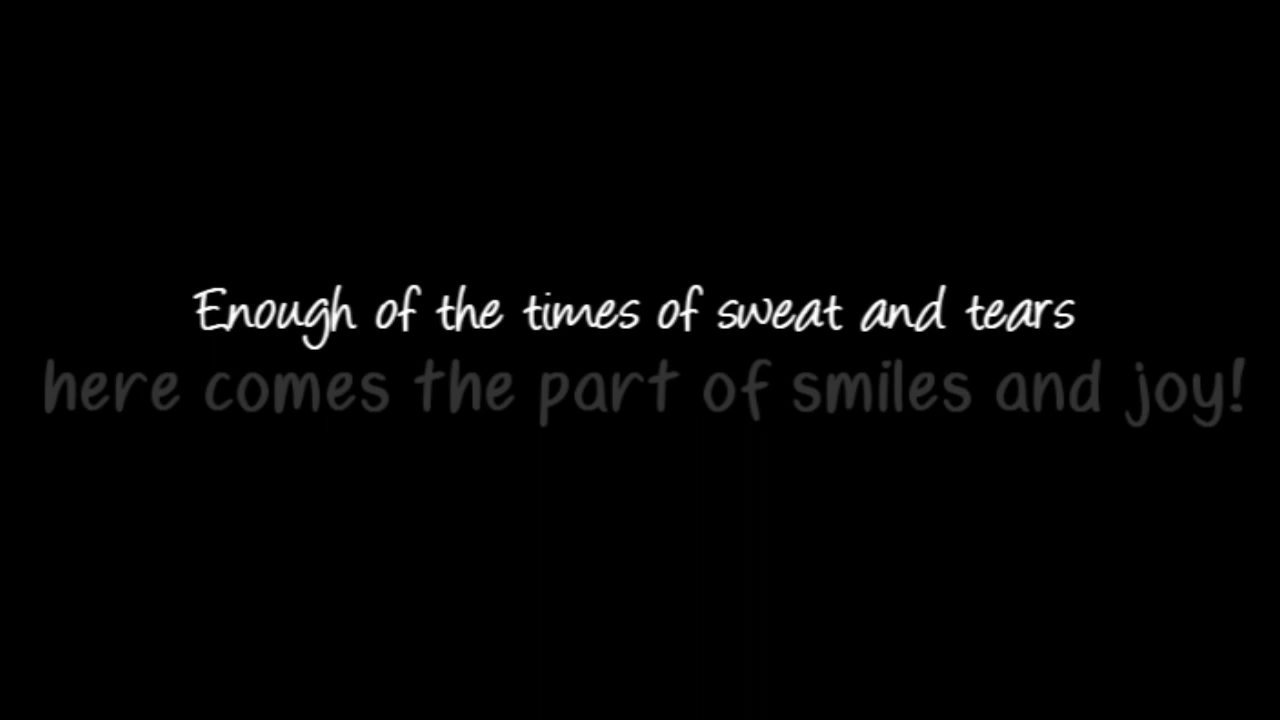 Enough of the times of sweat and tears
here comes the part of smiles and joy!